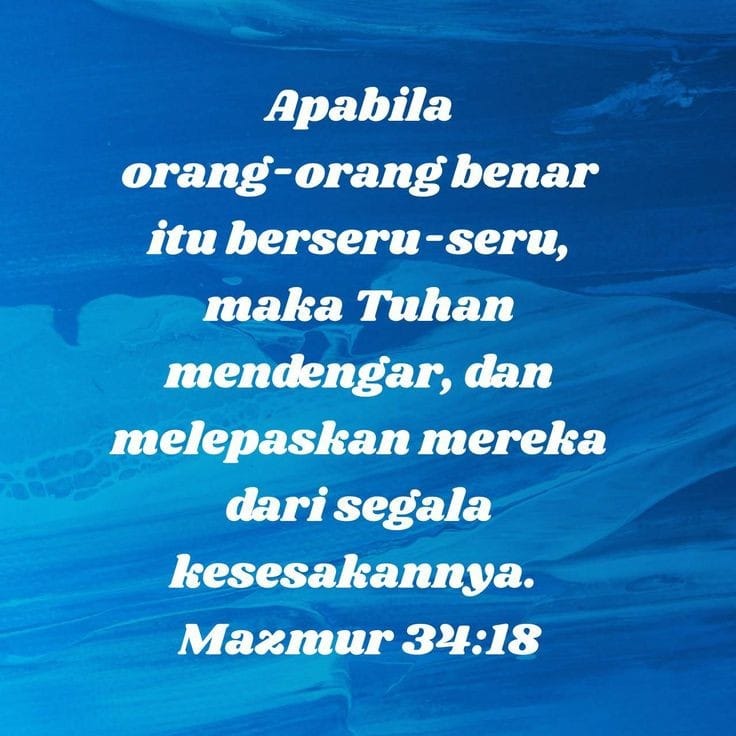 Apabila
orang-orang benar
itu berseru-seru,
maka Tuhan
mendengar, dan
melepaskan mereka
dari segala
kesesakannya.
Mazmur 34:18